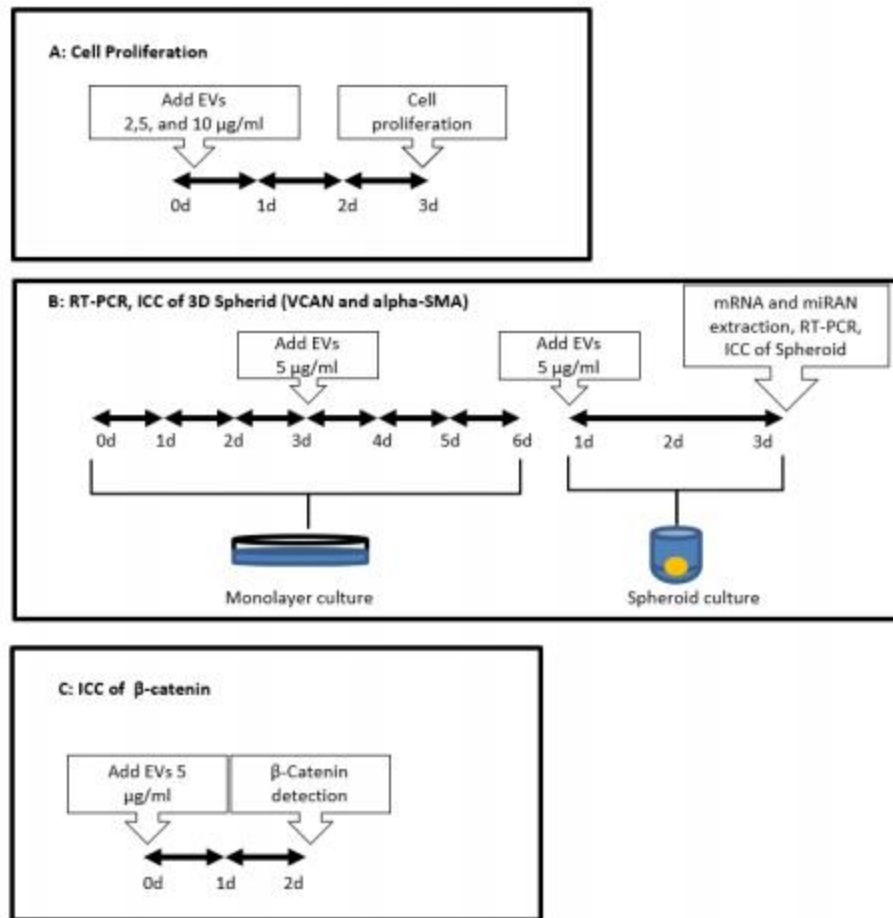 A: Cell Proliferation
Add EVs
2,5, and 10 µg/ml
Cell
proliferation
0d 1d 2d 3d
B: RT-PCR, ICC of 3D Spherid (VCAN and alpha-SMA)
Add EVs
5 µg/ml
Add EVs
5 µg/ml
mRNA and miRAN
extraction, RT-PCR,
ICC of Spheroid
0d 1d 2d 3d 4d 5d 6d 1d 2d 3d
Monolayer culture Spheroid culture
C: ICC of β-catenin
Add EVs 5
µg/ml
β-Catenin
detection
0d 1d 2d